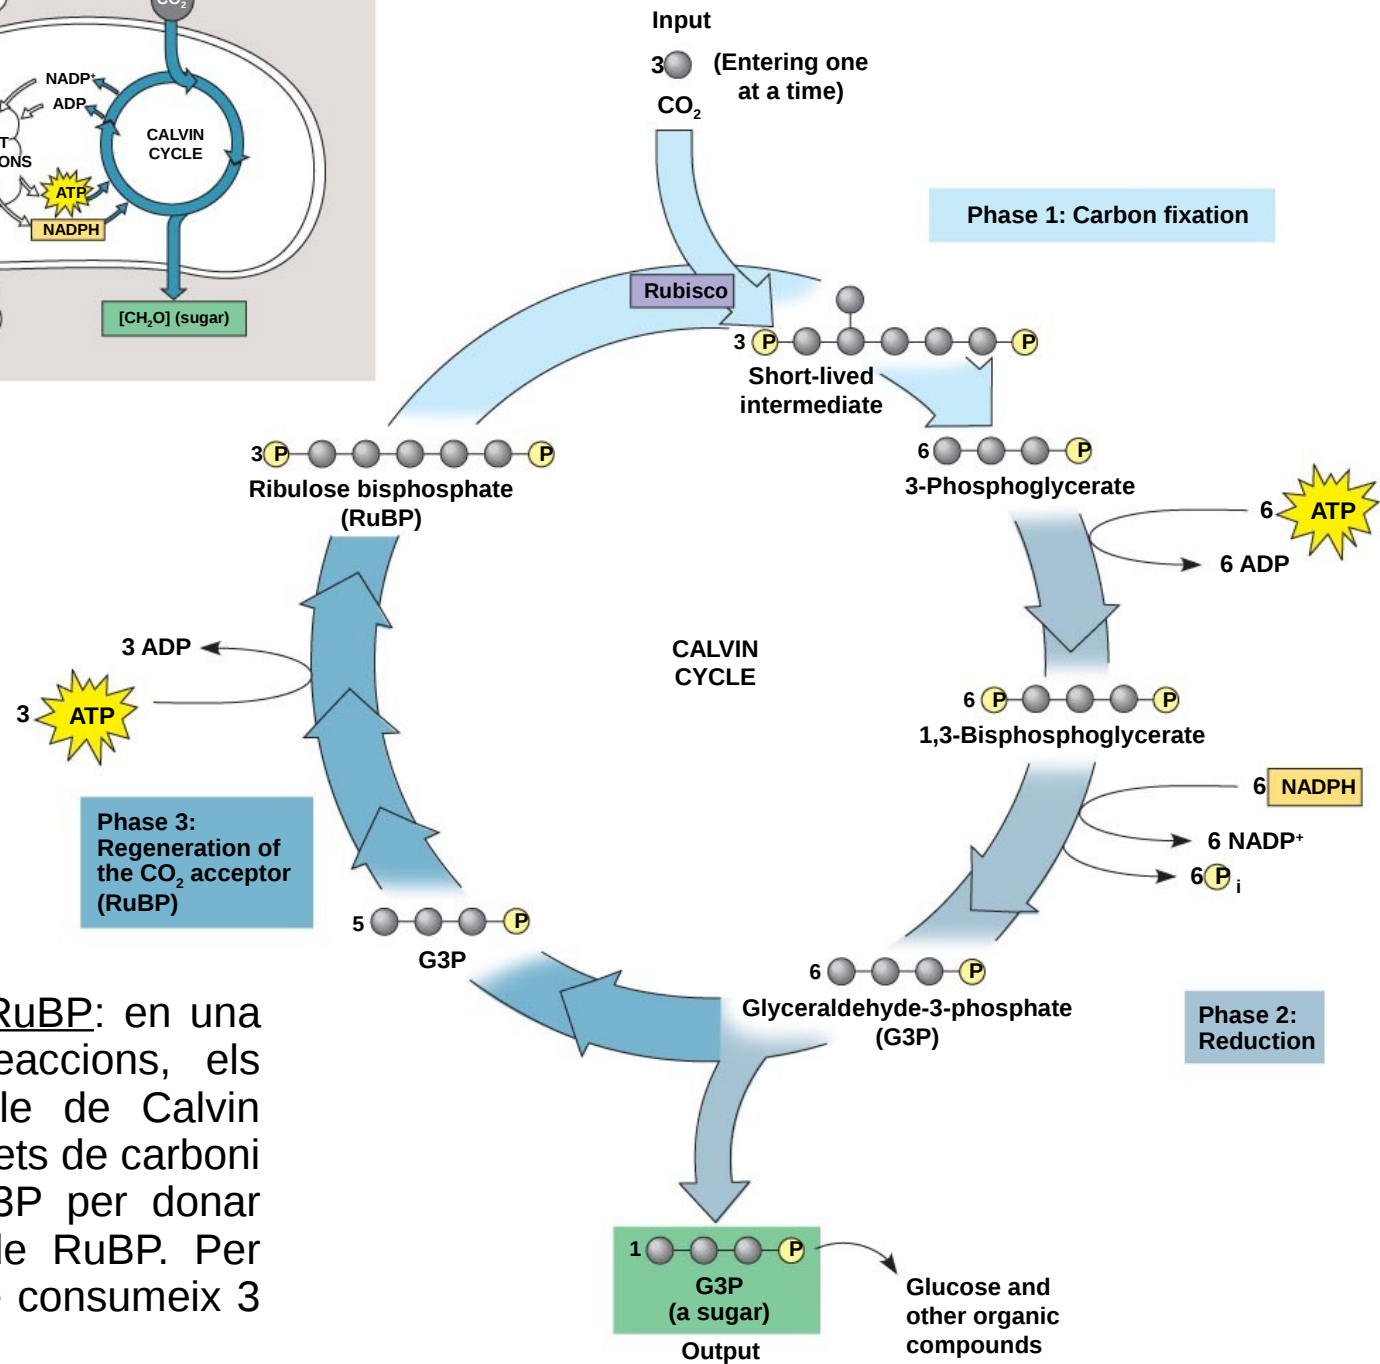 CO2
NADP+
ADP
CALVIN
CYCLE
T
ONS
ATP
NADPH
[CH2O] (sugar)
Input
3
(Entering one
at a time)
CO2
Phase 1: Carbon fixation
Rubisco
3 P P
Short-lived
intermediate
3 P P
Ribulose bisphosphate
(RuBP)
6 P
3-Phosphoglycerate
6 ATP
6 ADP
3 ADP
3 ATP
CALVIN
CYCLE
6 P P
1,3-Bisphosphoglycerate
6 NADPH
6 NADP+
6 P i
Phase 3:
Regeneration of
the CO2 acceptor
(RuBP)
5 P
G3P
6 P
Glyceraldehyde-3-phosphate
(G3P)
Phase 2:
Reduction
RuBP: en una
eaccions, els
le de Calvin
ets de carboni
3P per donar
de RuBP. Per
consumeix 3
1 P
G3P
(a sugar)
Output
Glucose and
other organic
compounds